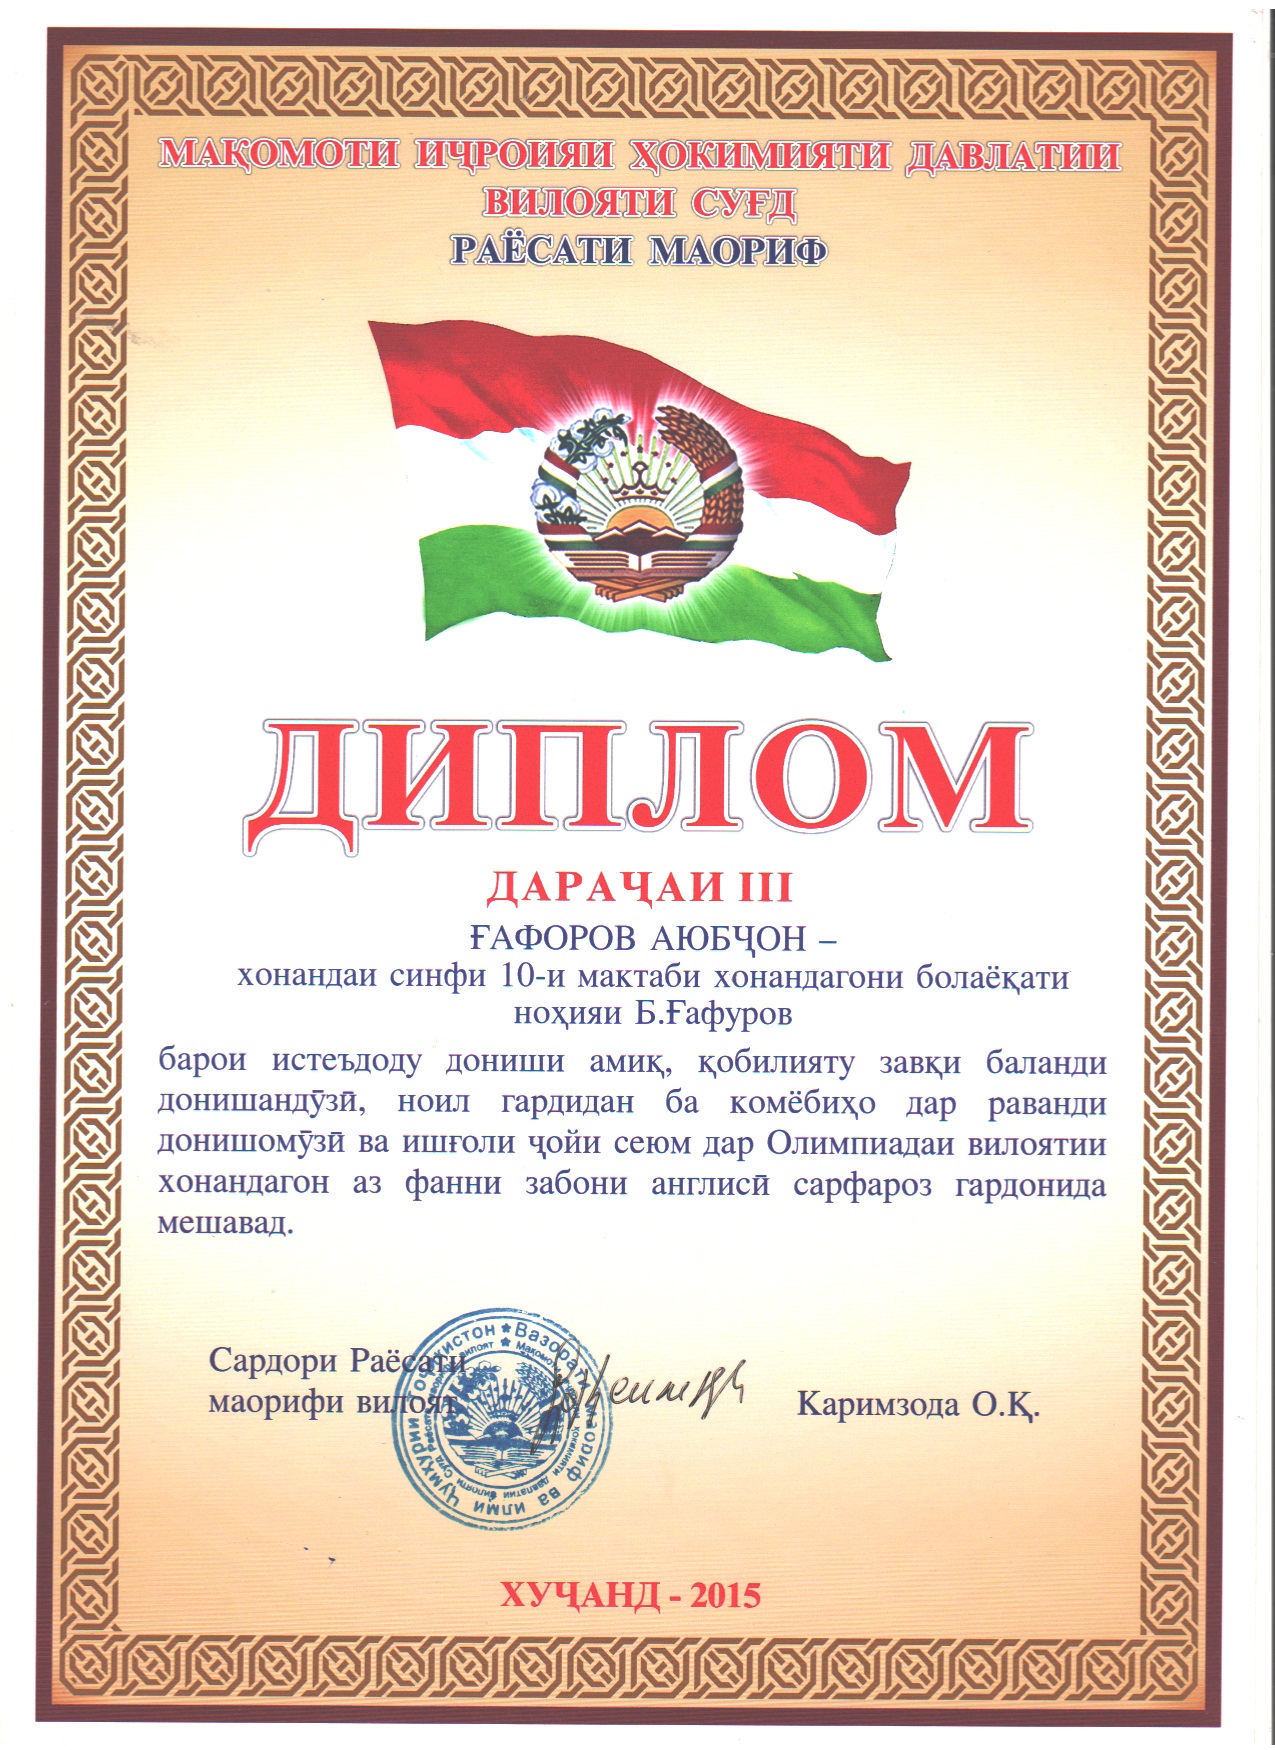 МАҚОМОТИ ИҶРОИЯИ ҲОКИМИЯТИ ДАВЛАТИИ
ВИЛОЯТИ СУҒД
РАЁСАТИ МАОРИФ
ДИПЛОМ
ДАРАҶАИ III
ҒАФОРОВ АЮБҶОН –
хонандаи синфи 10-и мактаби хонандагони болаёқати
ноҳияи Б.Ғафуров
барои истеъдоду дониши амиқ, қобилияту завқи баланди
донишандӯзӣ, ноил гардидан ба комёбиҳо дар раванди
донишомӯзӣ ва ишғоли ҷойи сеюм дар Олимпиадаи вилоятии
хонандагон аз фанни забони англисӣ сарфароз гардонида
мешавад.
Сардори Раёсати
маорифи вилоят
Каримзода О.Қ.
Вазорати маориф ва илми Ҷумҳурии Тоҷикистон
ХУҶАНД - 2015